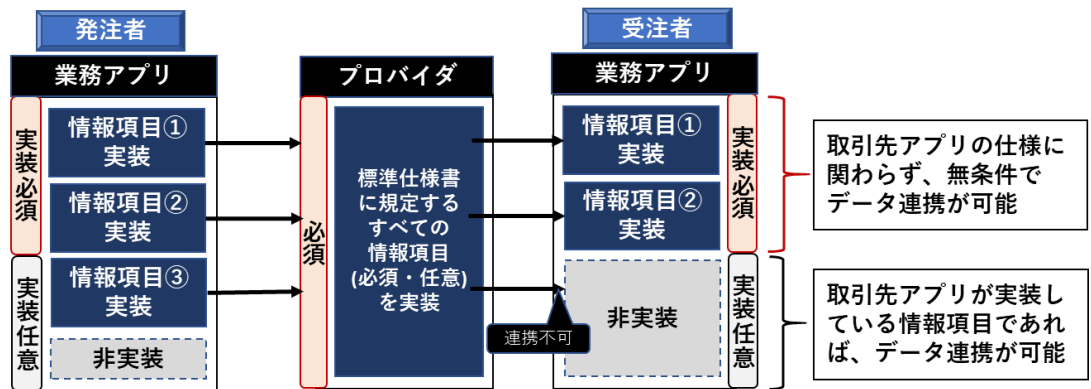 発注者
業務アプリ
実装必須
情報項目①
実装
情報項目②
実装
実装任意
情報項目③
実装
非実装
プロバイダ
必須
標準仕様書
に規定する
すべての
情報項目
(必須・任意)
を実装
連携不可
受注者
業務アプリ
情報項目①
実装
情報項目②
実装
実装必須
非実装
実装任意
取引先アプリの仕様に
関わらず、無条件で
データ連携が可能
取引先アプリが実装し
ている情報項目であれ
ば、データ連携が可能